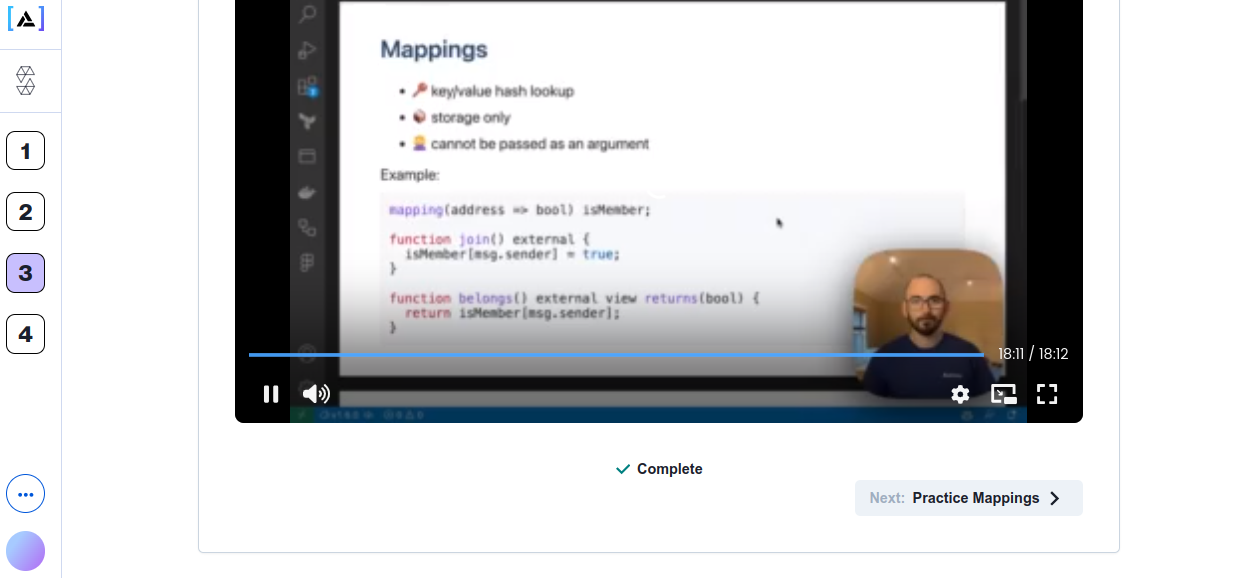 [A]
1
2
3
4
Mappings
• 🔑 key/value hash lookup
• 📦 storage only
• 🤷 cannot be passed as an argument
Example:
mapping(address => bool) isMember;
function join() external {
isMember[msg.sender] = true;
}
function belongs() external view returns(bool) {
return isMember[msg.sender];
}
18:11 / 18:12
Complete
Next: Practice Mappings